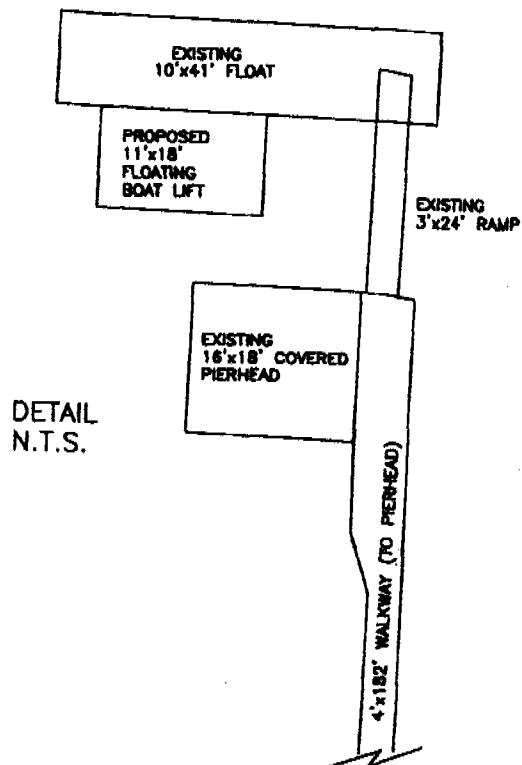 EXISTING
10'x41' FLOAT
PROPOSED
11'x18'
FLOATING
BOAT LIFT
EXISTING
3'x24' RAMP
EXISTING
16'x18' COVERED
PIERHEAD
DETAIL
N.T.S.
4'x182' WALKWAY (TO PIERHEAD)